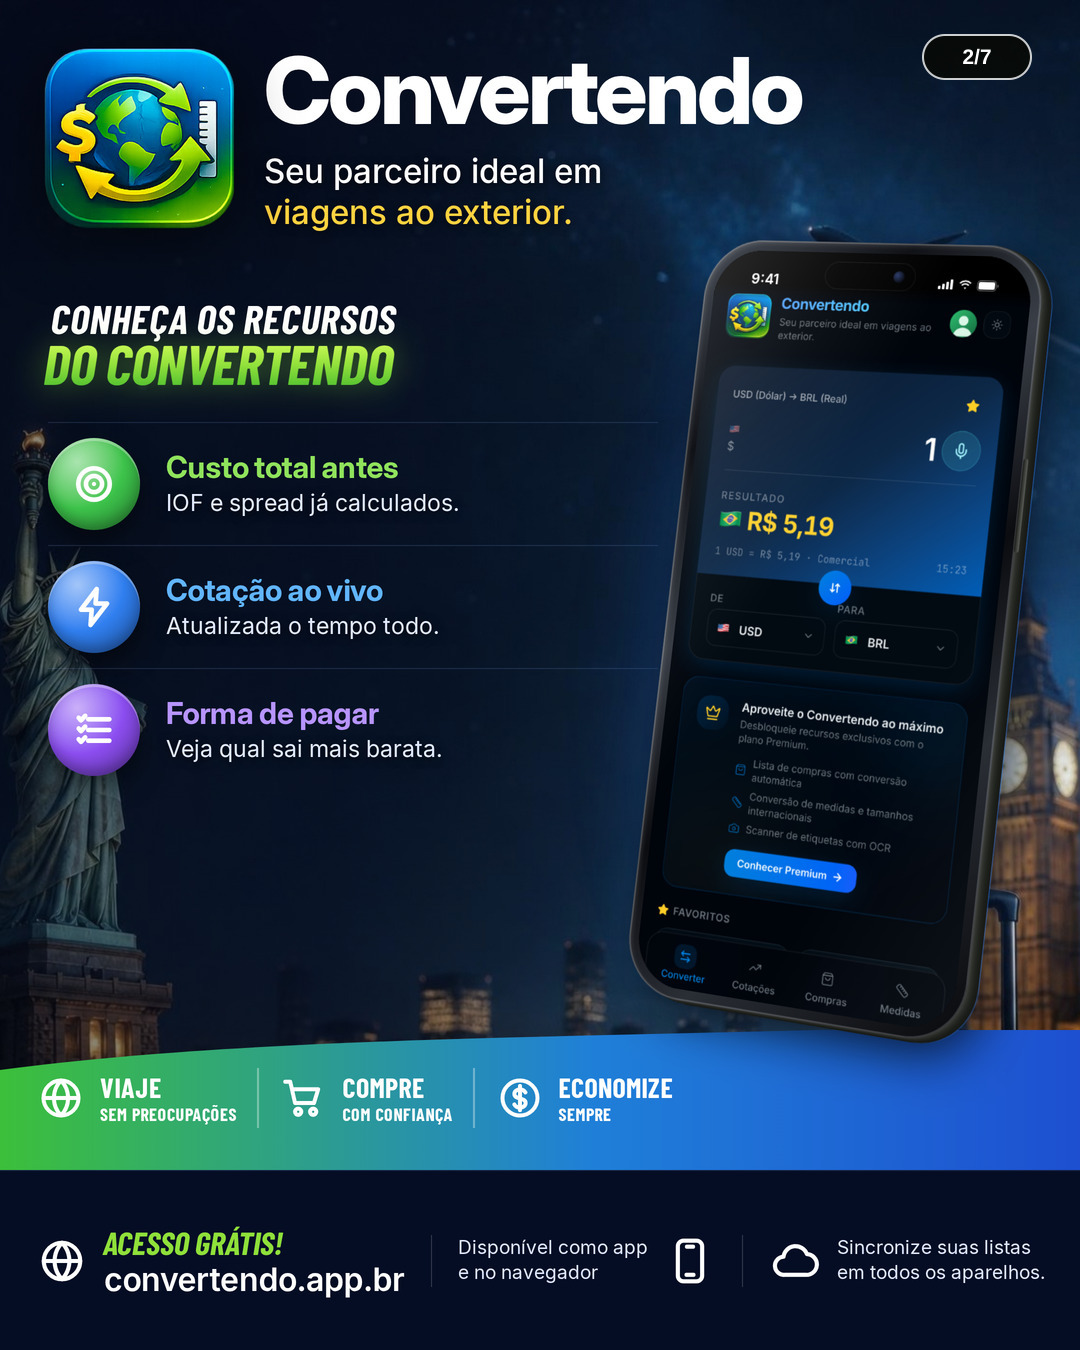 2/7
Convertendo
Seu parceiro ideal em
viagens ao exterior.
CONHEÇA OS RECURSOS
DO CONVERTENDO
Custo total antes
IOF e spread já calculados.
Cotação ao vivo
Atualizada o tempo todo.
Forma de pagar
Veja qual sai mais barata.
9:41
Convertendo
Seu parceiro ideal em viagens ao
exterior.
USD (Dólar) → BRL (Real)
$
1
RESULTADO
R$ 5,19
1 USD = R$ 5,19 · Comercial
15:23
DE
PARA
USD
BRL
Aproveite o Convertendo ao máximo
Desbloqueie recursos exclusivos com o
plano Premium.
Lista de compras com conversão
automática
Conversão de medidas e tamanhos
internacionais
Scanner de etiquetas com OCR
Conhecer Premium →
FAVORITOS
Converter
Cotações
Compras
Medidas
VIAJE
SEM PREOCUPAÇÕES
COMPRE
COM CONFIANÇA
ECONOMIZE
SEMPRE
ACESSO GRÁTIS!
convertendo.app.br
Disponível como app
e no navegador
Sincronize suas listas
em todos os aparelhos.